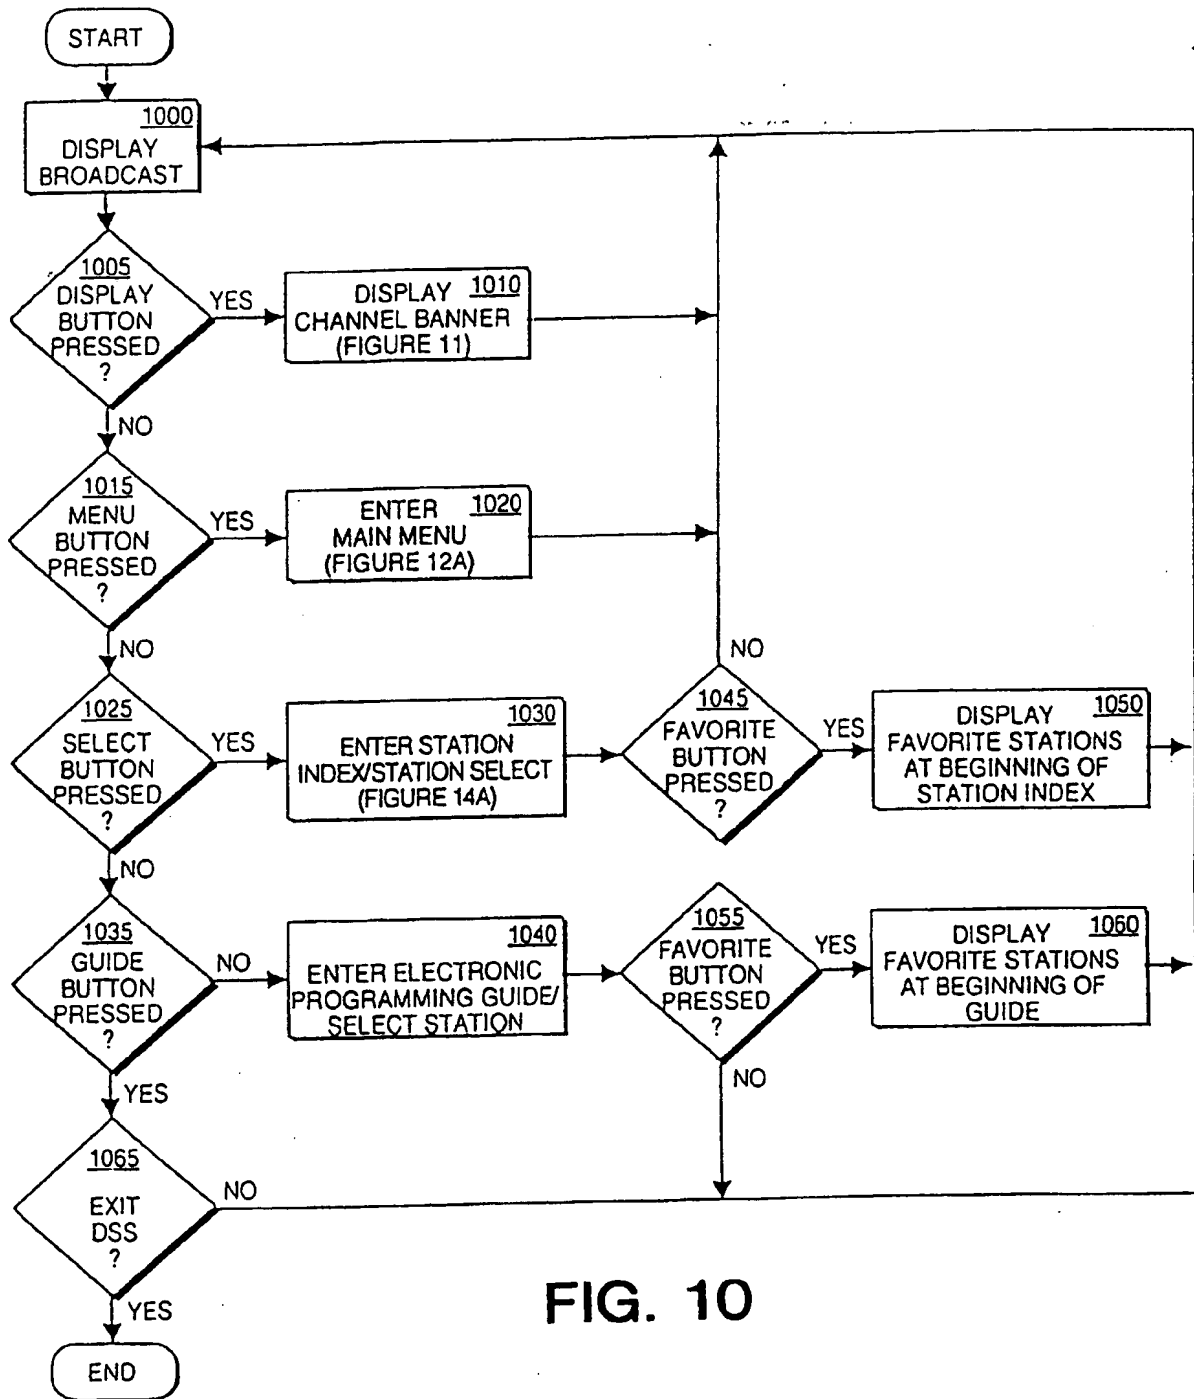 START
1000
DISPLAY
BROADCAST
1005
DISPLAY
BUTTON
PRESSED
?
YES
DISPLAY 1010
CHANNEL BANNER
(FIGURE 11)
NO
1015
MENU
BUTTON
PRESSED
?
YES
ENTER 1020
MAIN MENU
(FIGURE 12A)
NO
1025
SELECT
BUTTON
PRESSED
?
YES
1030
ENTER STATION
INDEX/STATION SELECT
(FIGURE 14A)
NO
1045
FAVORITE
BUTTON
PRESSED
?
YES
DISPLAY 1050
FAVORITE STATIONS
AT BEGINNING OF
STATION INDEX
NO
1035
GUIDE
BUTTON
PRESSED
?
NO
1040
ENTER ELECTRONIC
PROGRAMMING GUIDE/
SELECT STATION
1055
FAVORITE
BUTTON
PRESSED
?
YES
DISPLAY 1060
FAVORITE STATIONS
AT BEGINNING OF
GUIDE
NO
YES
1065
EXIT
DSS
?
NO
YES
END
FIG. 10